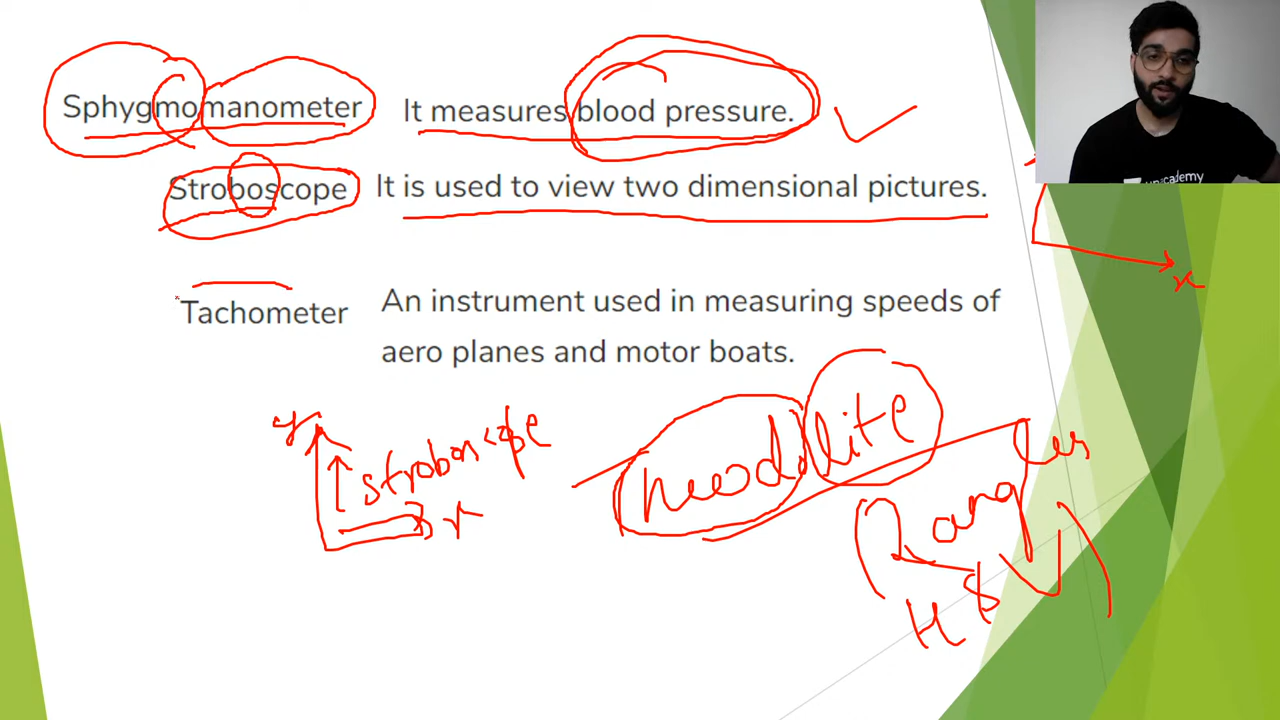 Sphygmomanometer It measures blood pressure.
Stroboscope It is used to view two dimensional pictures.
x
Tachometer An instrument used in measuring speeds of
aero planes and motor boats.
y stroboscope
x
theodolite
2 angles
H & V